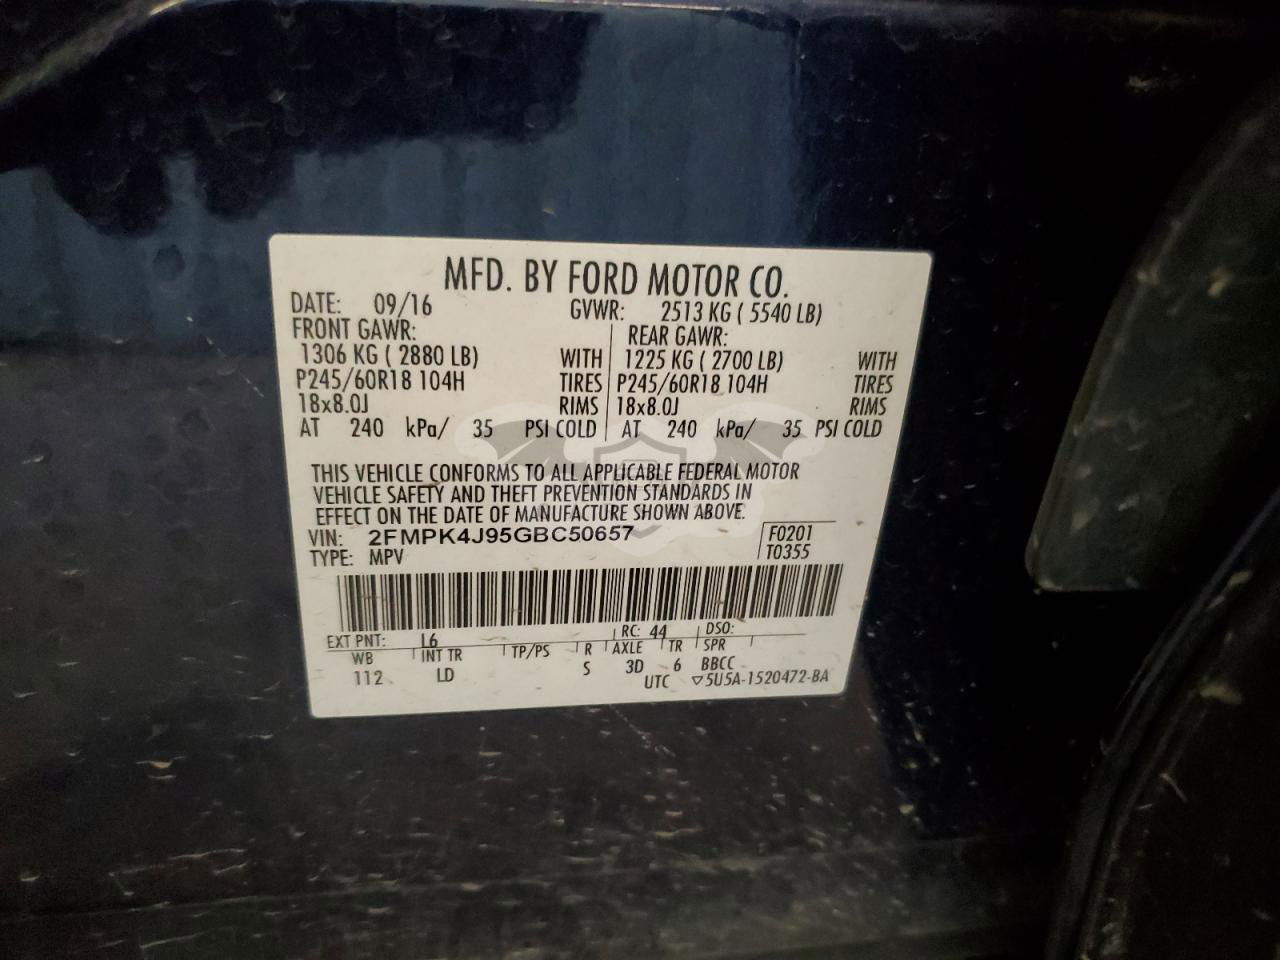 MFD. BY FORD MOTOR CO.
DATE: 09/16 GVWR: 2513 KG ( 5540 LB)
FRONT GAWR: REAR GAWR:
1306 KG ( 2880 LB) WITH 1225 KG ( 2700 LB) WITH
P245/60R18 104H TIRES P245/60R18 104H TIRES
18x8.0J RIMS 18x8.0J RIMS
AT 240 kPa/ 35 PSI COLD AT 240 kPa/ 35 PSI COLD
THIS VEHICLE CONFORMS TO ALL APPLICABLE FEDERAL MOTOR
VEHICLE SAFETY AND THEFT PREVENTION STANDARDS IN
EFFECT ON THE DATE OF MANUFACTURE SHOWN ABOVE.
VIN: 2FMPK4J95GBC50657 F0201
TYPE: MPV T0355
EXT PNT: L6 RC: 44 DSO:
WB INT TR TP/PS R AXLE TR SPR
112 LD S 3D 6 BBCC
UTC ▽5U5A-1520472-BA